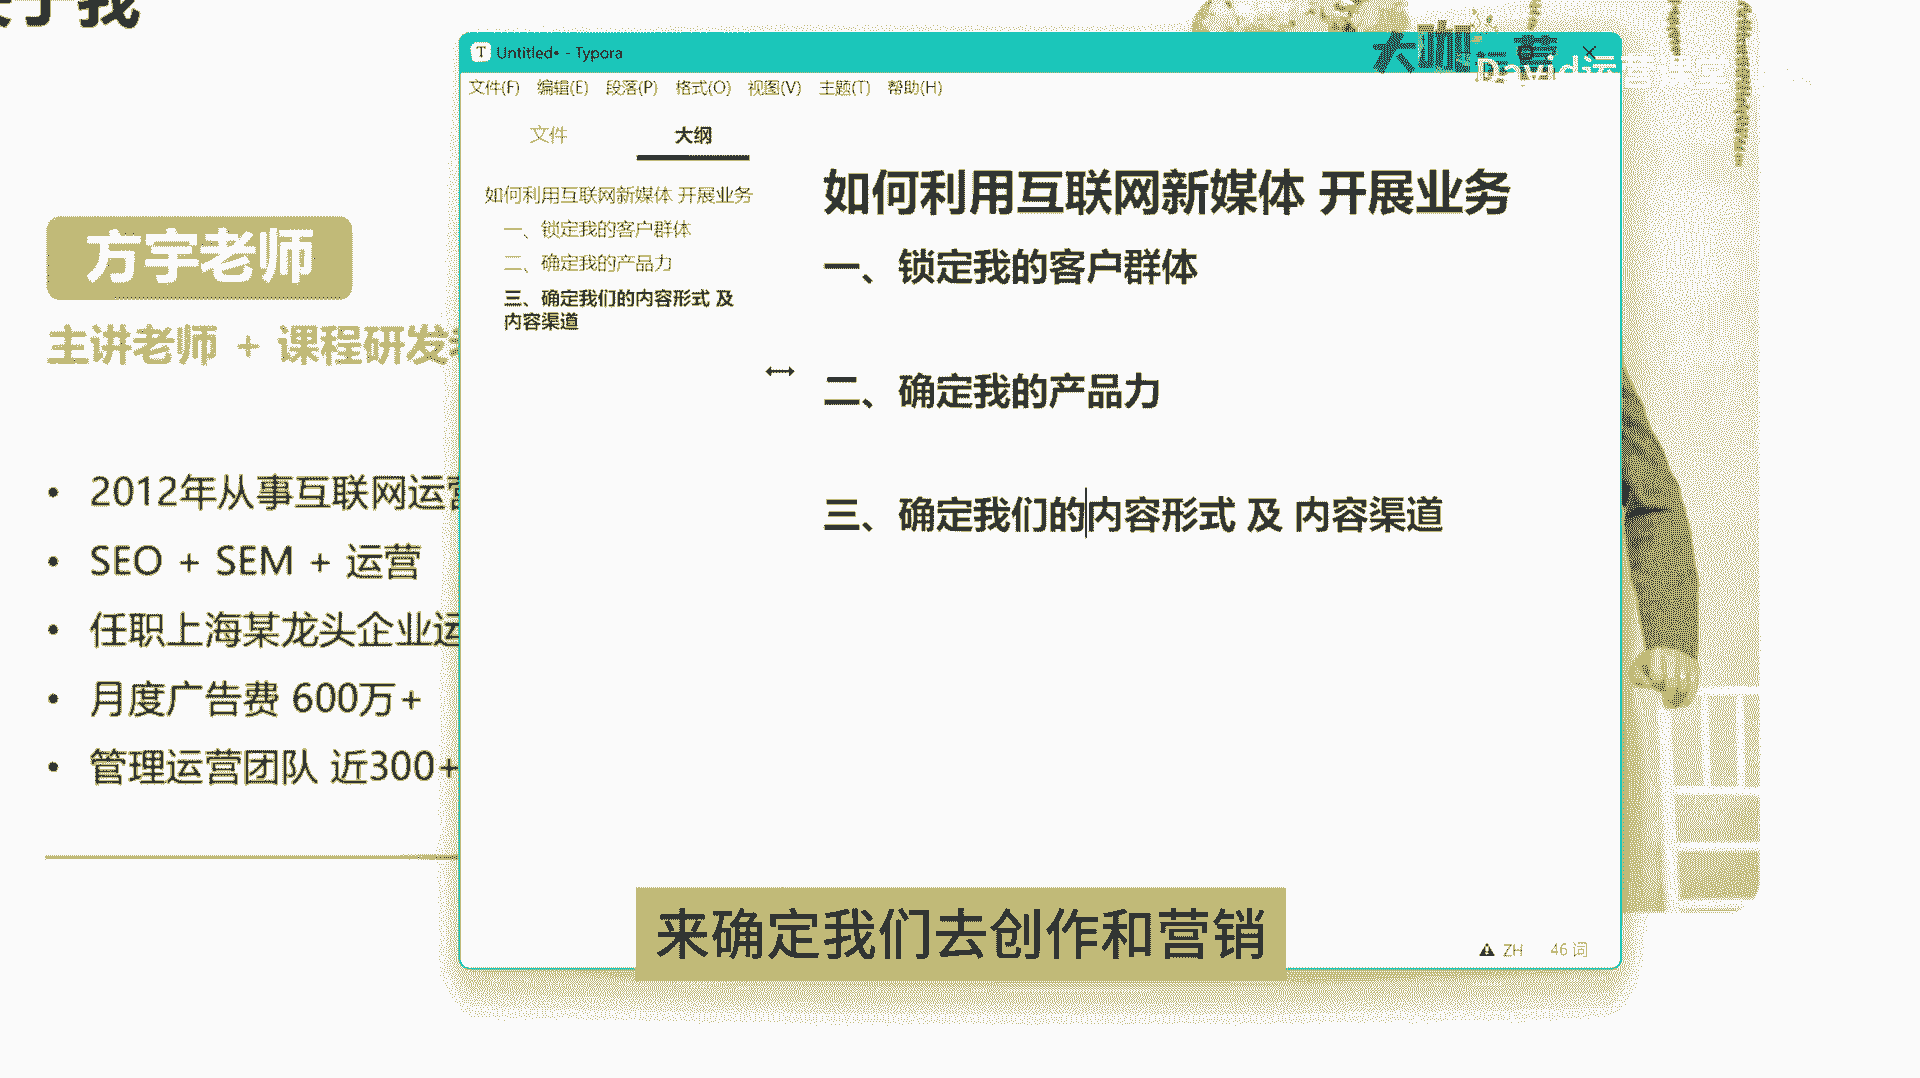 关于我
方宇老师
主讲老师 + 课程研发
2012年从事互联网运营
SEO + SEM + 运营
任职上海某龙头企业运
月度广告费 600万+
管理运营团队 近300+
Untitled• - Typora
大咖运营
David运营课堂
文件(F) 编辑(E) 段落(P) 格式(O) 视图(V) 主题(T) 帮助(H)
文件 大纲
如何利用互联网新媒体 开展业务
一、锁定我的客户群体
二、确定我的产品力
三、确定我们的内容形式 及
内容渠道
如何利用互联网新媒体 开展业务
一、锁定我的客户群体
二、确定我的产品力
三、确定我们的内容形式 及 内容渠道
来确定我们去创作和营销
ZH 46 词